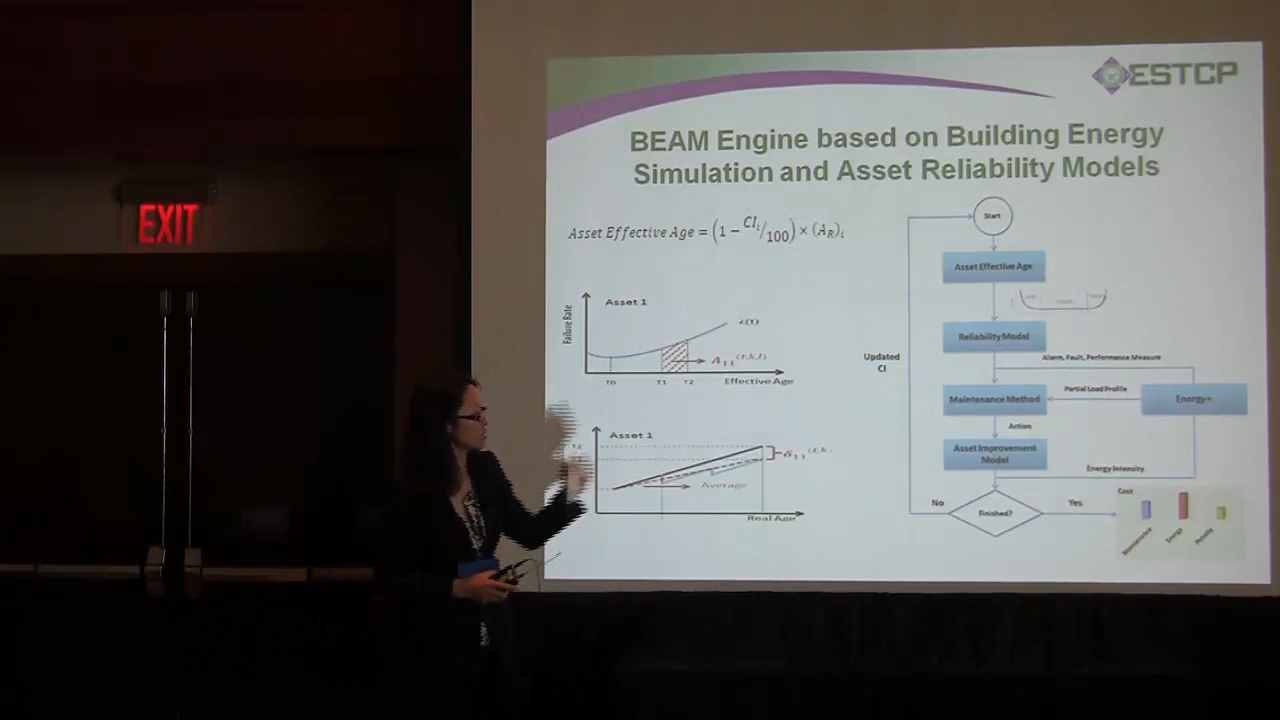 EXIT
ESTCP
BEAM Engine based on Building Energy
Simulation and Asset Reliability Models
Asset Effective Age = (1 − CIᵢ/100) × (A_R)ᵢ
Asset 1
Failure Rate
λ(t)
T0
T1
T2
Effective Age
Asset 1
Average
Real Age
Start
Asset Effective Age
Reliability Model
Alarm, Fault, Performance Measure
Updated
CI
Maintenance Method
Partial Load Profile
Energy+
Action
Asset Improvement
Model
Energy Intensity
No
Finished?
Yes
Cost
Maintenance
Energy
Penalty